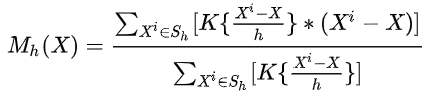 M_h(X) = \frac{\sum_{X^i \in S_h} [K\{\frac{X^i - X}{h}\} * (X^i - X)]}{\sum_{X^i \in S_h} [K\{\frac{X^i - X}{h}\}]}